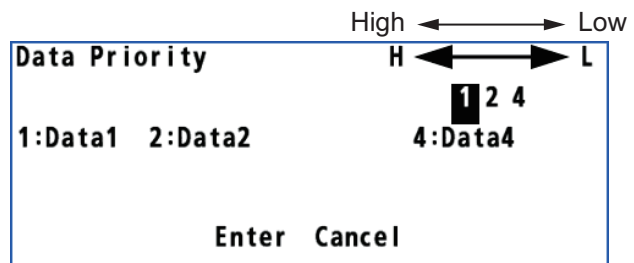 High Low
Data Priority H L
1 2 4
1:Data1 2:Data2 4:Data4
Enter Cancel